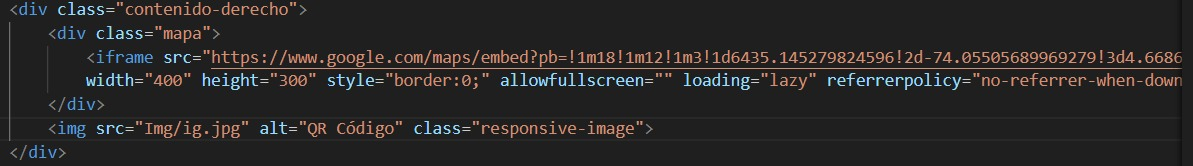 <div class="contenido-derecho">
<div class="mapa">
<iframe src="https://www.google.com/maps/embed?pb=!1m18!1m12!1m3!1d6435.145279824596!2d-74.05505689969279!3d4.6686
width="400" height="300" style="border:0;" allowfullscreen="" loading="lazy" referrerpolicy="no-referrer-when-down
</div>
<img src="Img/ig.jpg" alt="QR Código" class="responsive-image">
</div>